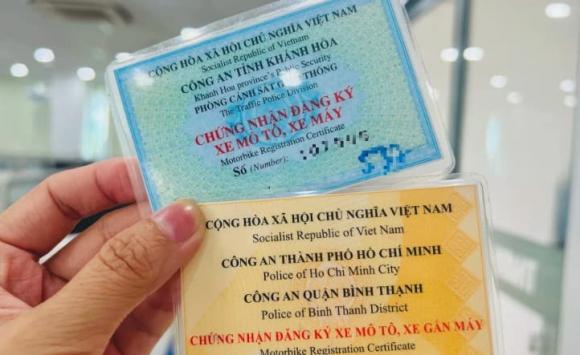 CỘNG HÒA XÃ HỘI CHỦ NGHĨA VIỆT NAM
Socialist Republic of Vietnam
CÔNG AN TỈNH KHÁNH HÒA
Khanh Hoa province's Public Security
PHÒNG CẢNH SÁT GIAO THÔNG
The Traffic Police Division
CHỨNG NHẬN ĐĂNG KÝ
XE MÔ TÔ, XE MÁY
Motorbike Registration Certificate
Số (Number):
CỘNG HÒA XÃ HỘI CHỦ NGHĨA VIỆT NAM
Socialist Republic of Viet Nam
CÔNG AN THÀNH PHỐ HỒ CHÍ MINH
Police of Ho Chi Minh City
CÔNG AN QUẬN BÌNH THẠNH
Police of Binh Thanh District
CHỨNG NHẬN ĐĂNG KÝ XE MÔ TÔ, XE GẮN MÁY
Motorbike Registration Certificate